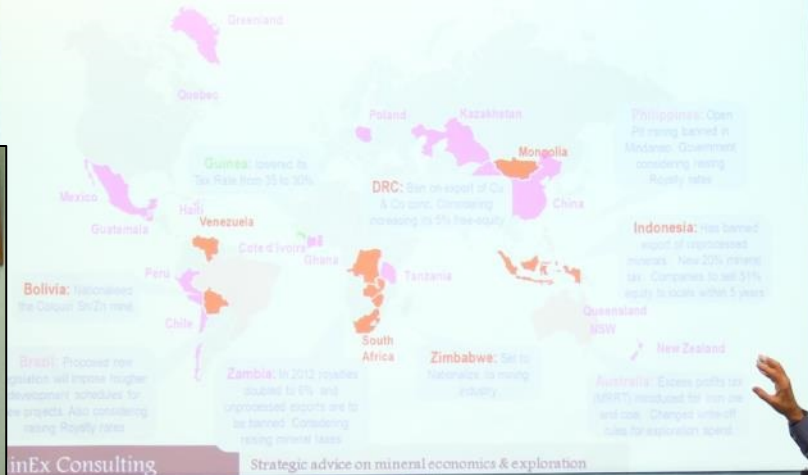 Greenland
Quebec
Poland
Kazakhstan
Philippines: Open
Pit mining banned in
Mindanao. Government
considering raising
Royalty rates
Guinea: lowered its
Tax Rate from 35 to 30%
Mongolia
DRC: Ban on export of Cu
& Co conc. Considering
increasing its 5% free-equity
China
Mexico
Haiti
Guatemala
Venezuela
Cote d'Ivoire
Ghana
Tanzania
Indonesia: Has banned
export of unprocessed
minerals. New 20% mineral
tax. Companies to sell 51%
equity to locals within 5 years
Peru
Bolivia: Nationalised
the Colquiri Sn/Zn mine
Chile
Queensland
NSW
New Zealand
South
Africa
Zimbabwe: Set to
Nationalize its mining
industry
Brazil: Proposed new
legislation will impose tougher
development schedules for
new projects. Also considering
raising Royalty rates
Zambia: In 2012 royalties
doubled to 6% and
unprocessed exports are to
be banned. Considering
raising mineral taxes
Australia: Excess profits tax
(MRRT) introduced for iron ore
and coal. Changed write-off
rules for exploration spend.
inEx Consulting
Strategic advice on mineral economics & exploration